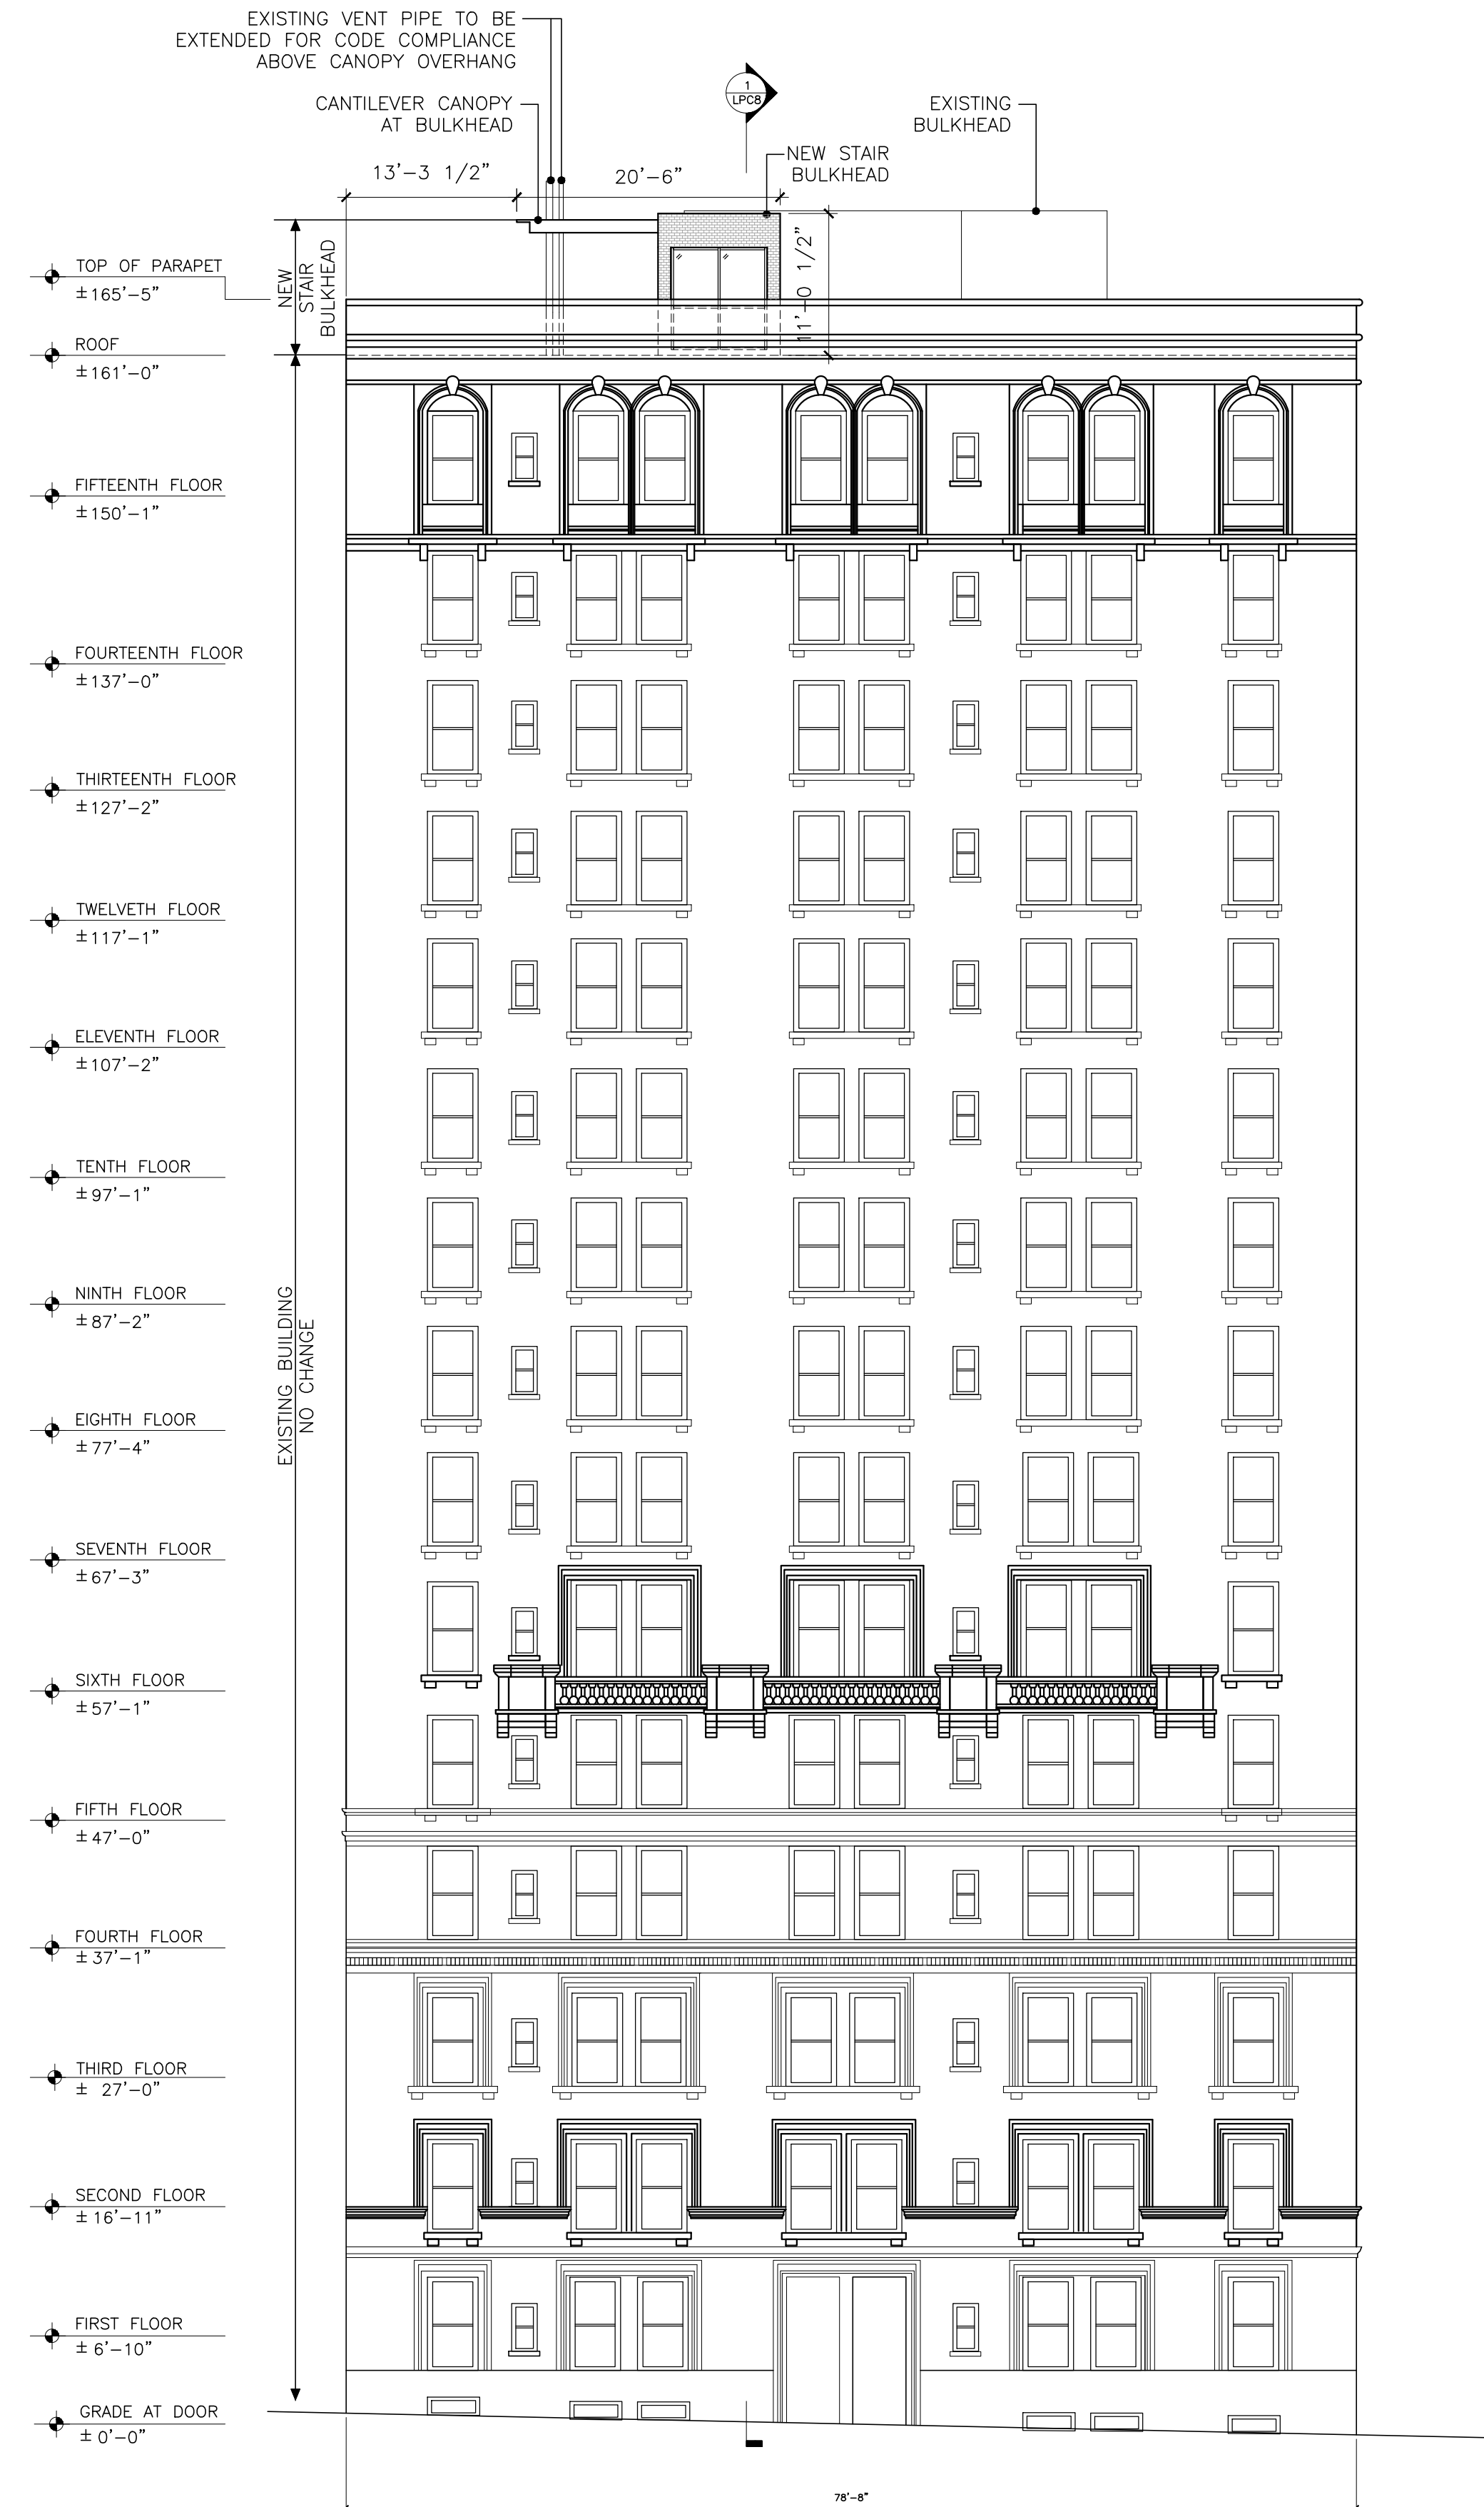 EXISTING VENT PIPE TO BE
EXTENDED FOR CODE COMPLIANCE
ABOVE CANOPY OVERHANG
CANTILEVER CANOPY
AT BULKHEAD
1
LPC8
EXISTING
BULKHEAD
NEW STAIR
BULKHEAD
13'-3 1/2"
20'-6"
11'-0 1/2"
NEW
STAIR
BULKHEAD
TOP OF PARAPET
±165'-5"
ROOF
±161'-0"
FIFTEENTH FLOOR
±150'-1"
FOURTEENTH FLOOR
±137'-0"
THIRTEENTH FLOOR
±127'-2"
TWELVETH FLOOR
±117'-1"
ELEVENTH FLOOR
±107'-2"
TENTH FLOOR
±97'-1"
NINTH FLOOR
±87'-2"
EXISTING BUILDING
NO CHANGE
EIGHTH FLOOR
±77'-4"
SEVENTH FLOOR
±67'-3"
SIXTH FLOOR
±57'-1"
FIFTH FLOOR
±47'-0"
FOURTH FLOOR
±37'-1"
THIRD FLOOR
± 27'-0"
SECOND FLOOR
±16'-11"
FIRST FLOOR
± 6'-10"
GRADE AT DOOR
± 0'-0"
78'-8"